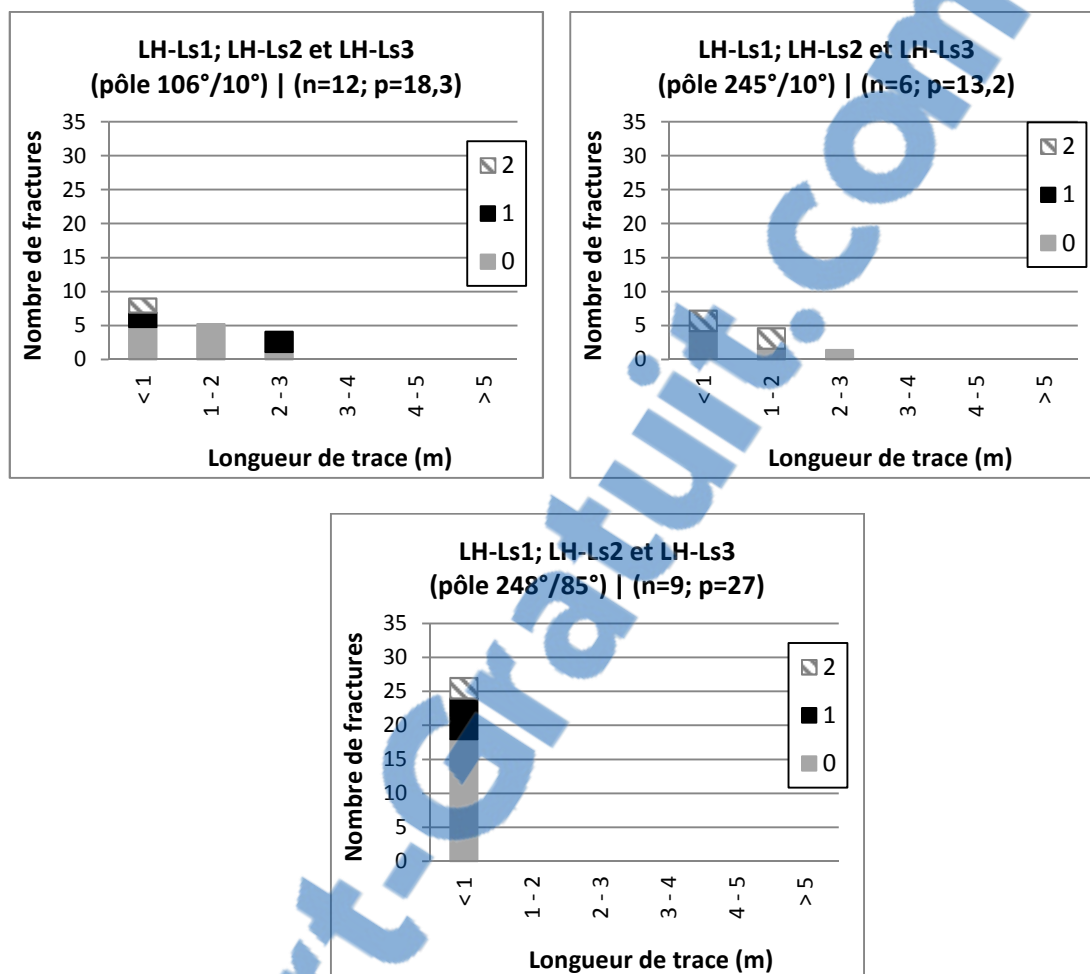 LH-Ls1; LH-Ls2 et LH-Ls3
(pôle 106°/10°) | (n=12; p=18,3)
Nombre de fractures
35
30
25
20
15
10
5
0
2
1
0
< 1
1 - 2
2 - 3
3 - 4
4 - 5
> 5
Longueur de trace (m)
LH-Ls1; LH-Ls2 et LH-Ls3
(pôle 245°/10°) | (n=6; p=13,2)
Nombre de fractures
35
30
25
20
15
10
5
0
2
1
0
< 1
1 - 2
2 - 3
3 - 4
4 - 5
> 5
Longueur de trace (m)
LH-Ls1; LH-Ls2 et LH-Ls3
(pôle 248°/85°) | (n=9; p=27)
Nombre de fractures
35
30
25
20
15
10
5
0
2
1
0
< 1
1 - 2
2 - 3
3 - 4
4 - 5
> 5
Longueur de trace (m)
rt-Gratuit.com